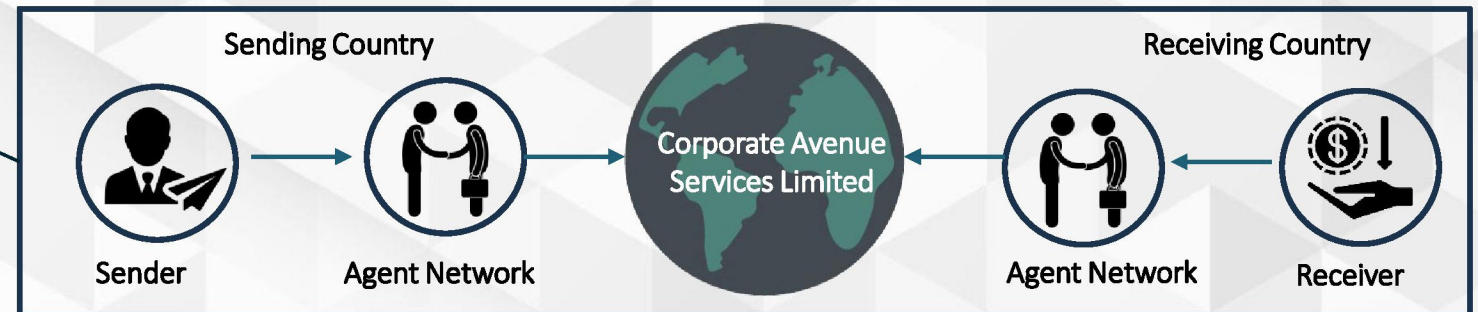 Sending Country
Receiving Country
Corporate Avenue
Services Limited
Sender
Agent Network
Agent Network
Receiver